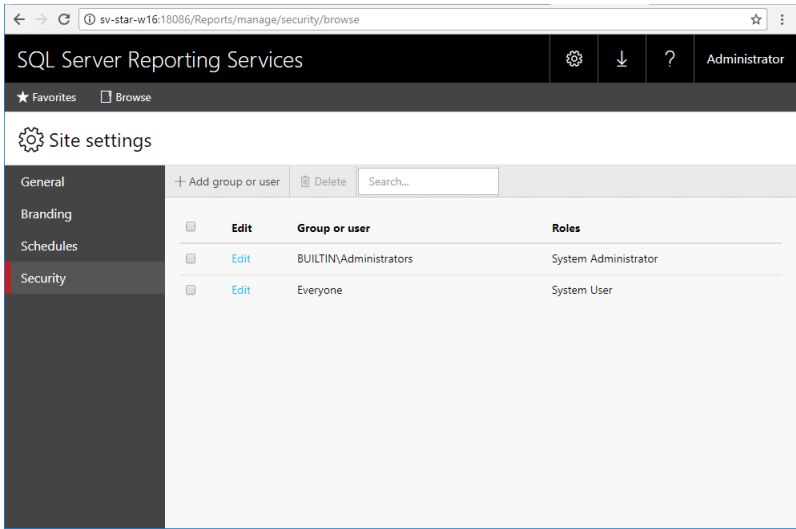 sv-star-w16:18086/Reports/manage/security/browse
SQL Server Reporting Services
? Administrator
Favorites Browse
Site settings
General
Branding
Schedules
Security
+ Add group or user Delete Search...
Edit Group or user Roles
Edit BUILTIN\Administrators System Administrator
Edit Everyone System User